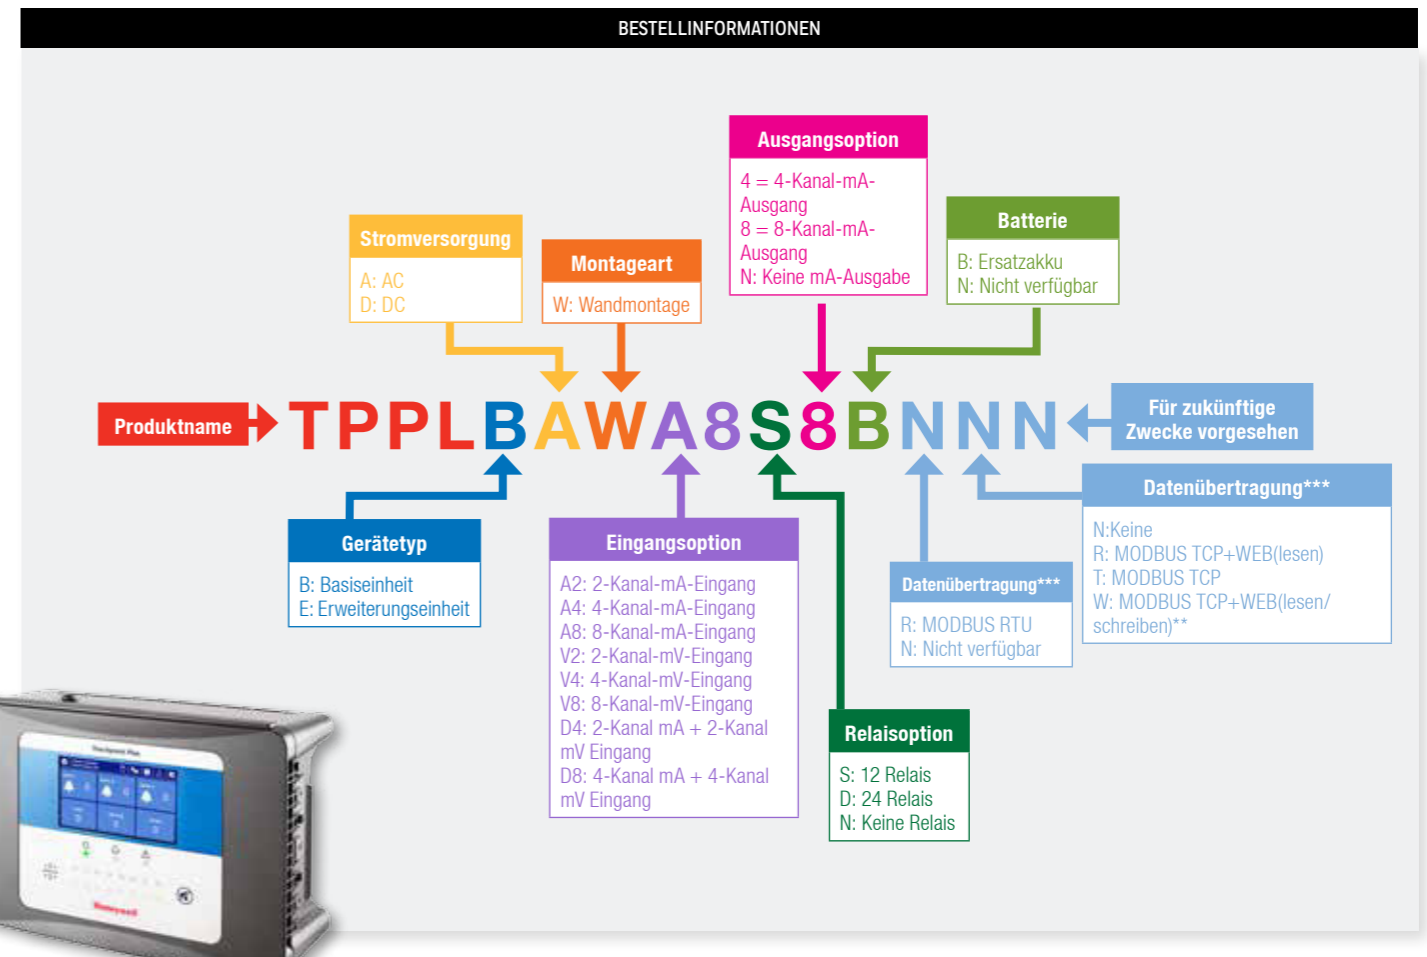 BESTELLINFORMATIONEN
Ausgangsoption
4 = 4-Kanal-mA-
Ausgang
8 = 8-Kanal-mA-
Ausgang
N: Keine mA-Ausgabe
Batterie
B: Ersatzakku
N: Nicht verfügbar
Stromversorgung
A: AC
D: DC
Montageart
W: Wandmontage
Produktname
TPPLBAWA8S8BNNN
Für zukünftige
Zwecke vorgesehen
Gerätetyp
B: Basiseinheit
E: Erweiterungseinheit
Eingangsoption
A2: 2-Kanal-mA-Eingang
A4: 4-Kanal-mA-Eingang
A8: 8-Kanal-mA-Eingang
V2: 2-Kanal-mV-Eingang
V4: 4-Kanal-mV-Eingang
V8: 8-Kanal-mV-Eingang
D4: 2-Kanal mA + 2-Kanal
mV Eingang
D8: 4-Kanal mA + 4-Kanal
mV Eingang
Relaisoption
S: 12 Relais
D: 24 Relais
N: Keine Relais
Datenübertragung***
R: MODBUS RTU
N: Nicht verfügbar
Datenübertragung***
N:Keine
R: MODBUS TCP+WEB(lesen)
T: MODBUS TCP
W: MODBUS TCP+WEB(lesen/
schreiben)**
Honeywell